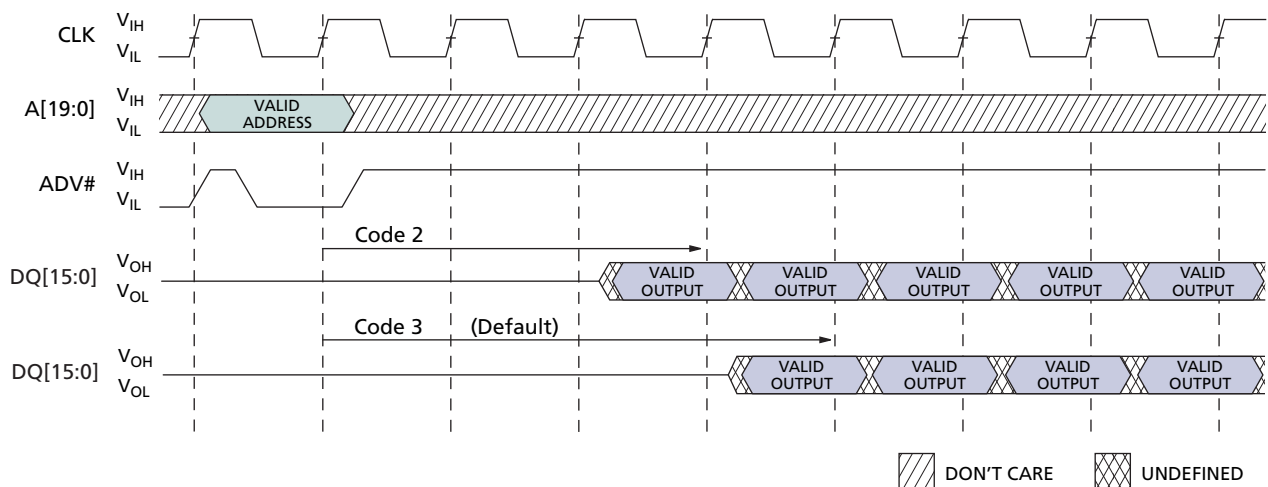 CLK
V_IH
V_IL
A[19:0]
V_IH
V_IL
VALID
ADDRESS
ADV#
V_IH
V_IL
Code 2
DQ[15:0]
V_OH
V_OL
VALID
OUTPUT
VALID
OUTPUT
VALID
OUTPUT
VALID
OUTPUT
VALID
OUTPUT
Code 3 (Default)
DQ[15:0]
V_OH
V_OL
VALID
OUTPUT
VALID
OUTPUT
VALID
OUTPUT
VALID
OUTPUT
DON'T CARE
UNDEFINED